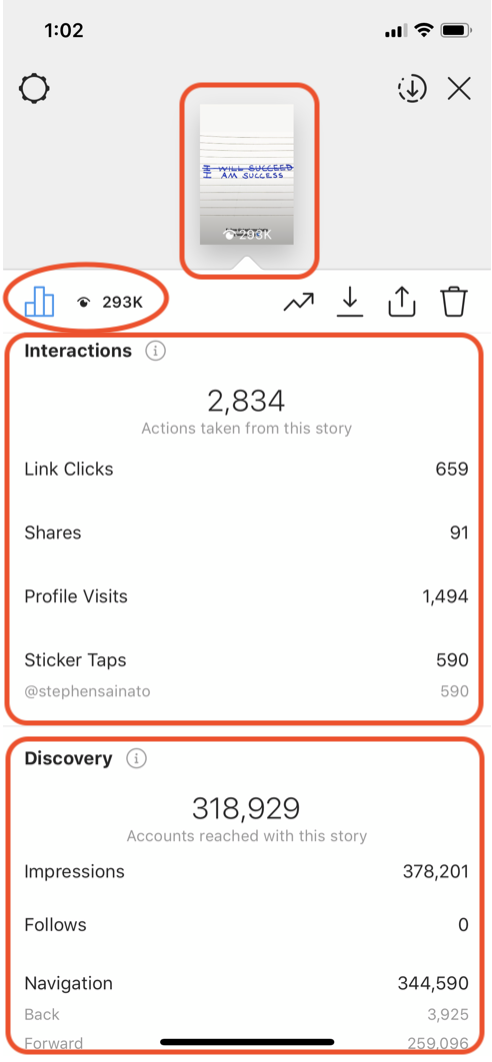 1:02
I WILL SUCCEED
I AM SUCCESS
293K
293K
Interactions
2,834
Actions taken from this story
Link Clicks 659
Shares 91
Profile Visits 1,494
Sticker Taps 590
@stephensainato 590
Discovery
318,929
Accounts reached with this story
Impressions 378,201
Follows 0
Navigation 344,590
Back 3,925
Forward 259,096